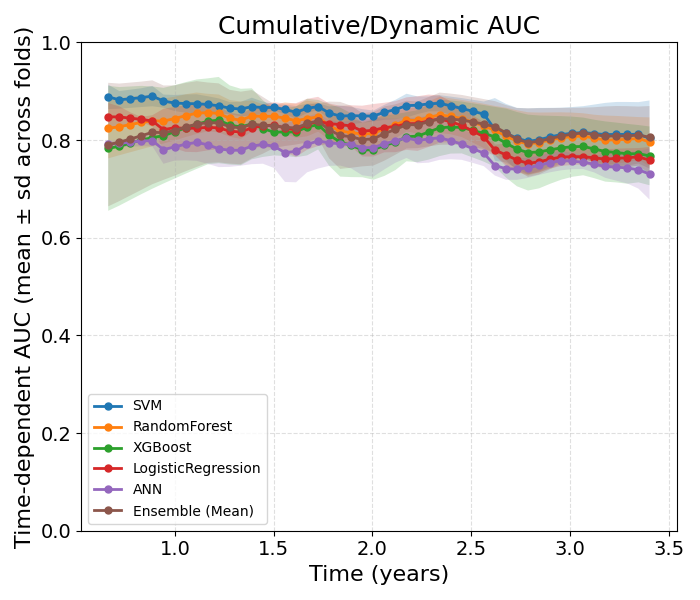 Cumulative/Dynamic AUC
Time-dependent AUC (mean ± sd across folds)
1.0
0.8
0.6
0.4
0.2
0.0
SVM
RandomForest
XGBoost
LogisticRegression
ANN
Ensemble (Mean)
1.0 1.5 2.0 2.5 3.0 3.5
Time (years)